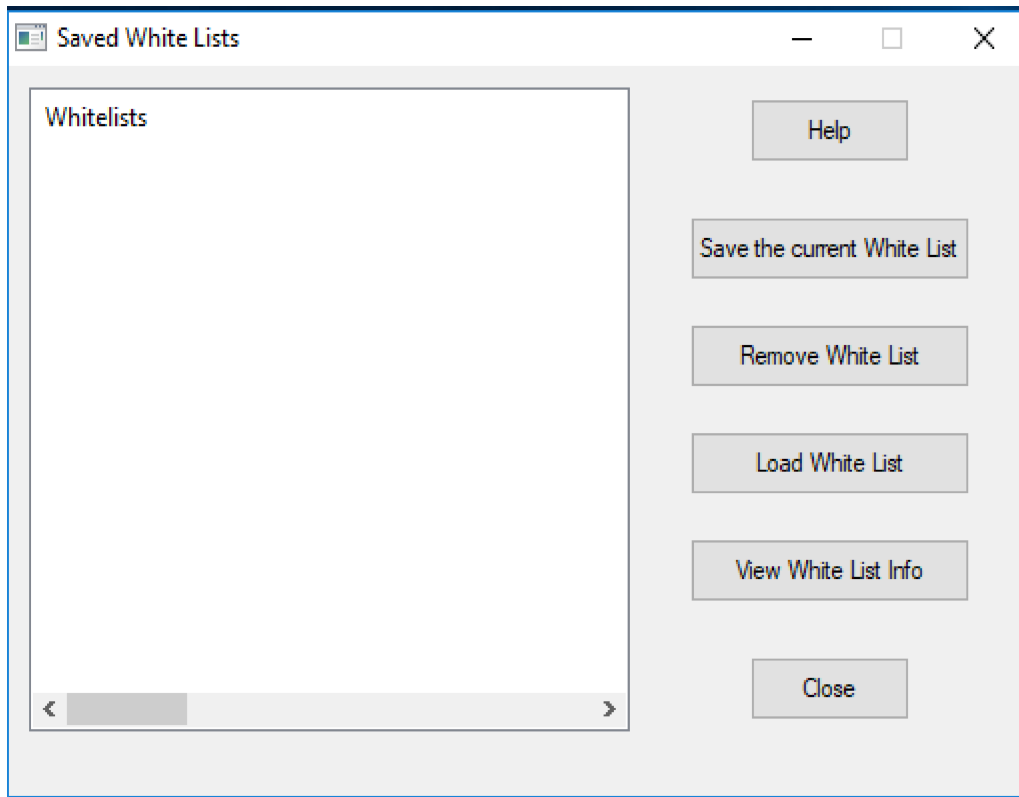 Saved White Lists
Whitelists
Help
Save the current White List
Remove White List
Load White List
View White List Info
Close